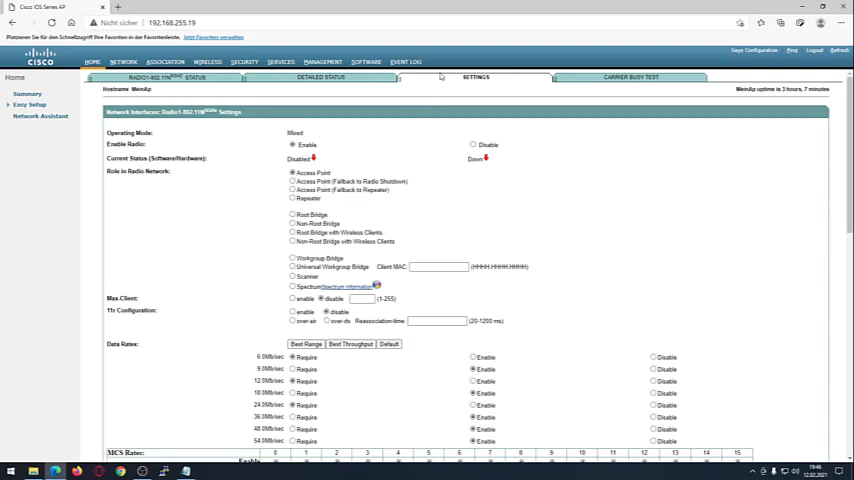 Cisco IOS Series AP
Nicht sicher | 192.168.255.19
Platzieren Sie für den Schnellzugriff Ihre Favoriten in der Favoritenleiste. Jetzt Favoriten verwalten
Save Configuration Ping Logout Refresh
CISCO
HOME NETWORK ASSOCIATION WIRELESS SECURITY SERVICES MANAGEMENT SOFTWARE EVENT LOG
Home
Summary
Easy Setup
Network Assistant
RADIO1-802.11N5GHZ STATUS DETAILED STATUS SETTINGS CARRIER BUSY TEST
Hostname MeinAp MeinAp uptime is 3 hours, 7 minutes
Network Interfaces: Radio1-802.11N5GHz Settings
Operating Mode: Mixed
Enable Radio: Enable Disable
Current Status (Software/Hardware): Disabled Down
Role in Radio Network: Access Point
Access Point (Fallback to Radio Shutdown)
Access Point (Fallback to Repeater)
Repeater
Root Bridge
Non-Root Bridge
Root Bridge with Wireless Clients
Non-Root Bridge with Wireless Clients
Workgroup Bridge
Universal Workgroup Bridge Client MAC: (HHHH.HHHH.HHHH)
Scanner
Spectrum Spectrum Information
Max-Client: enable disable (1-255)
11r Configuration: enable disable
over-air over-ds Reassociation-time: (20-1200 ms)
Data Rates: Best Range Best Throughput Default
6.0Mb/sec Require Enable Disable
9.0Mb/sec Require Enable Disable
12.0Mb/sec Require Enable Disable
18.0Mb/sec Require Enable Disable
24.0Mb/sec Require Enable Disable
36.0Mb/sec Require Enable Disable
48.0Mb/sec Require Enable Disable
54.0Mb/sec Require Enable Disable
MCS Rates: 0 1 2 3 4 5 6 7 8 9 10 11 12 13 14 15
Enable
19:46
12.02.2021